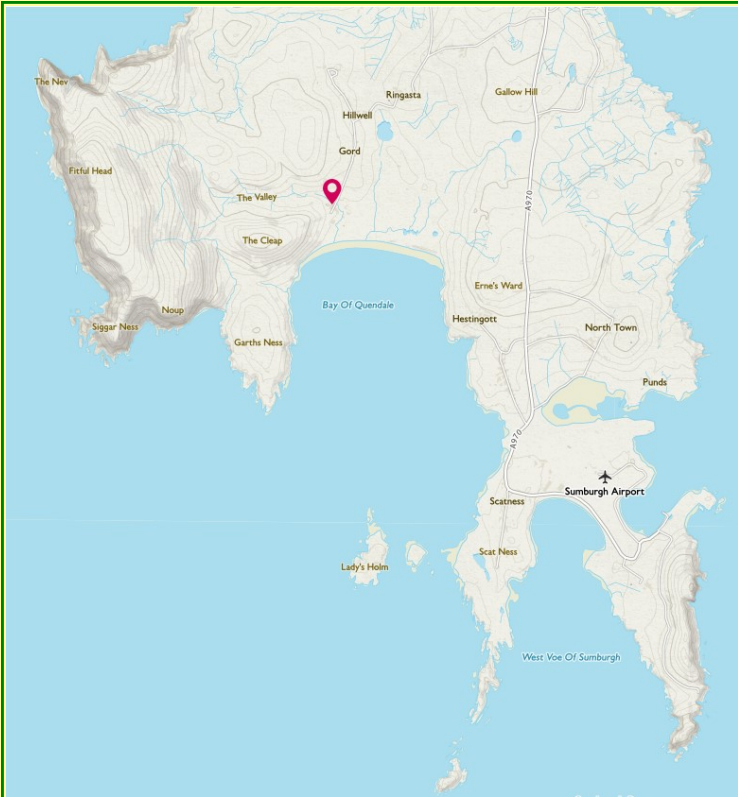 The Nev
Ringasta
Gallow Hill
Hillwell
Gord
Fitful Head
The Valley
A970
The Cleap
Erne's Ward
Bay Of Quendale
Noup
Siggar Ness
Hestingott
North Town
Garths Ness
Punds
A970
Sumburgh Airport
Scatness
Scat Ness
Lady's Holm
West Voe Of Sumburgh